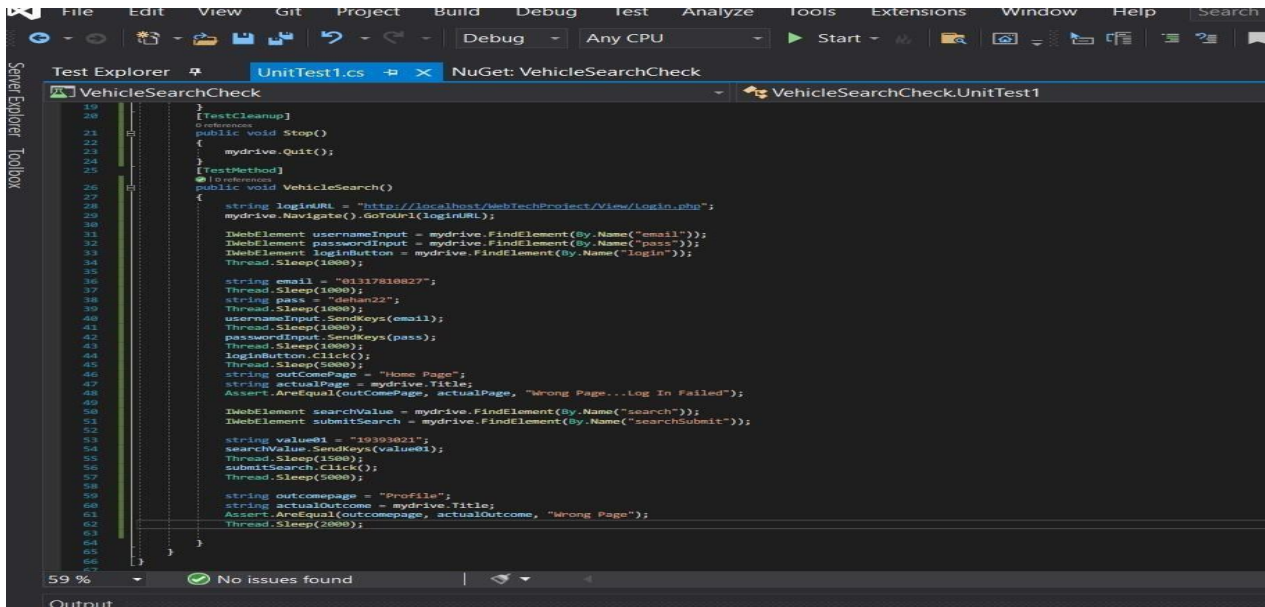 File Edit View Git Project Build Debug Test Analyze Tools Extensions Window Help Search
Debug Any CPU Start
Server Explorer Toolbox
Test Explorer UnitTest1.cs NuGet: VehicleSearchCheck
VehicleSearchCheck VehicleSearchCheck.UnitTest1
19 }
20 [TestCleanup]
0 references
21 public void Stop()
22 {
23 mydrive.Quit();
24 }
25 [TestMethod]
0 references
26 public void VehicleSearch()
27 {
28 string loginURL = "http://localhost/WebTechProject/View/Login.php";
29 mydrive.Navigate().GoToUrl(loginURL);
30
31 IWebElement usernameInput = mydrive.FindElement(By.Name("email"));
32 IWebElement passwordInput = mydrive.FindElement(By.Name("pass"));
33 IWebElement loginButton = mydrive.FindElement(By.Name("login"));
34 Thread.Sleep(1000);
35
36 string email = "01317810827";
37 Thread.Sleep(1000);
38 string pass = "dehan22";
39 Thread.Sleep(1000);
40 usernameInput.SendKeys(email);
41 Thread.Sleep(1000);
42 passwordInput.SendKeys(pass);
43 Thread.Sleep(1000);
44 loginButton.Click();
45 Thread.Sleep(5000);
46 string outComePage = "Home Page";
47 string actualPage = mydrive.Title;
48 Assert.AreEqual(outComePage, actualPage, "Wrong Page...Log In Failed");
49
50 IWebElement searchValue = mydrive.FindElement(By.Name("search"));
51 IWebElement submitSearch = mydrive.FindElement(By.Name("searchSubmit"));
52
53 string value01 = "19393021";
54 searchValue.SendKeys(value01);
55 Thread.Sleep(1500);
56 submitSearch.Click();
57 Thread.Sleep(5000);
58
59 string outcomepage = "Profile";
60 string actualOutcome = mydrive.Title;
61 Assert.AreEqual(outcomepage, actualOutcome, "Wrong Page");
62 Thread.Sleep(2000);
63
64 }
65 }
66 }
67
59 % No issues found
Output